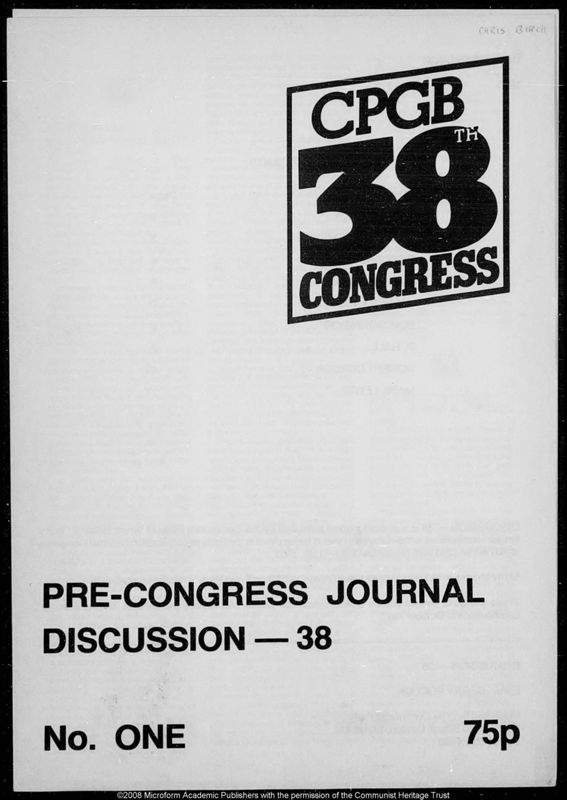 CHRIS BIRCH
CPGB
38TH
CONGRESS
PRE-CONGRESS JOURNAL
DISCUSSION — 38
No. ONE
75p
©2008 Microform Academic Publishers with the permission of the Communist Heritage Trust